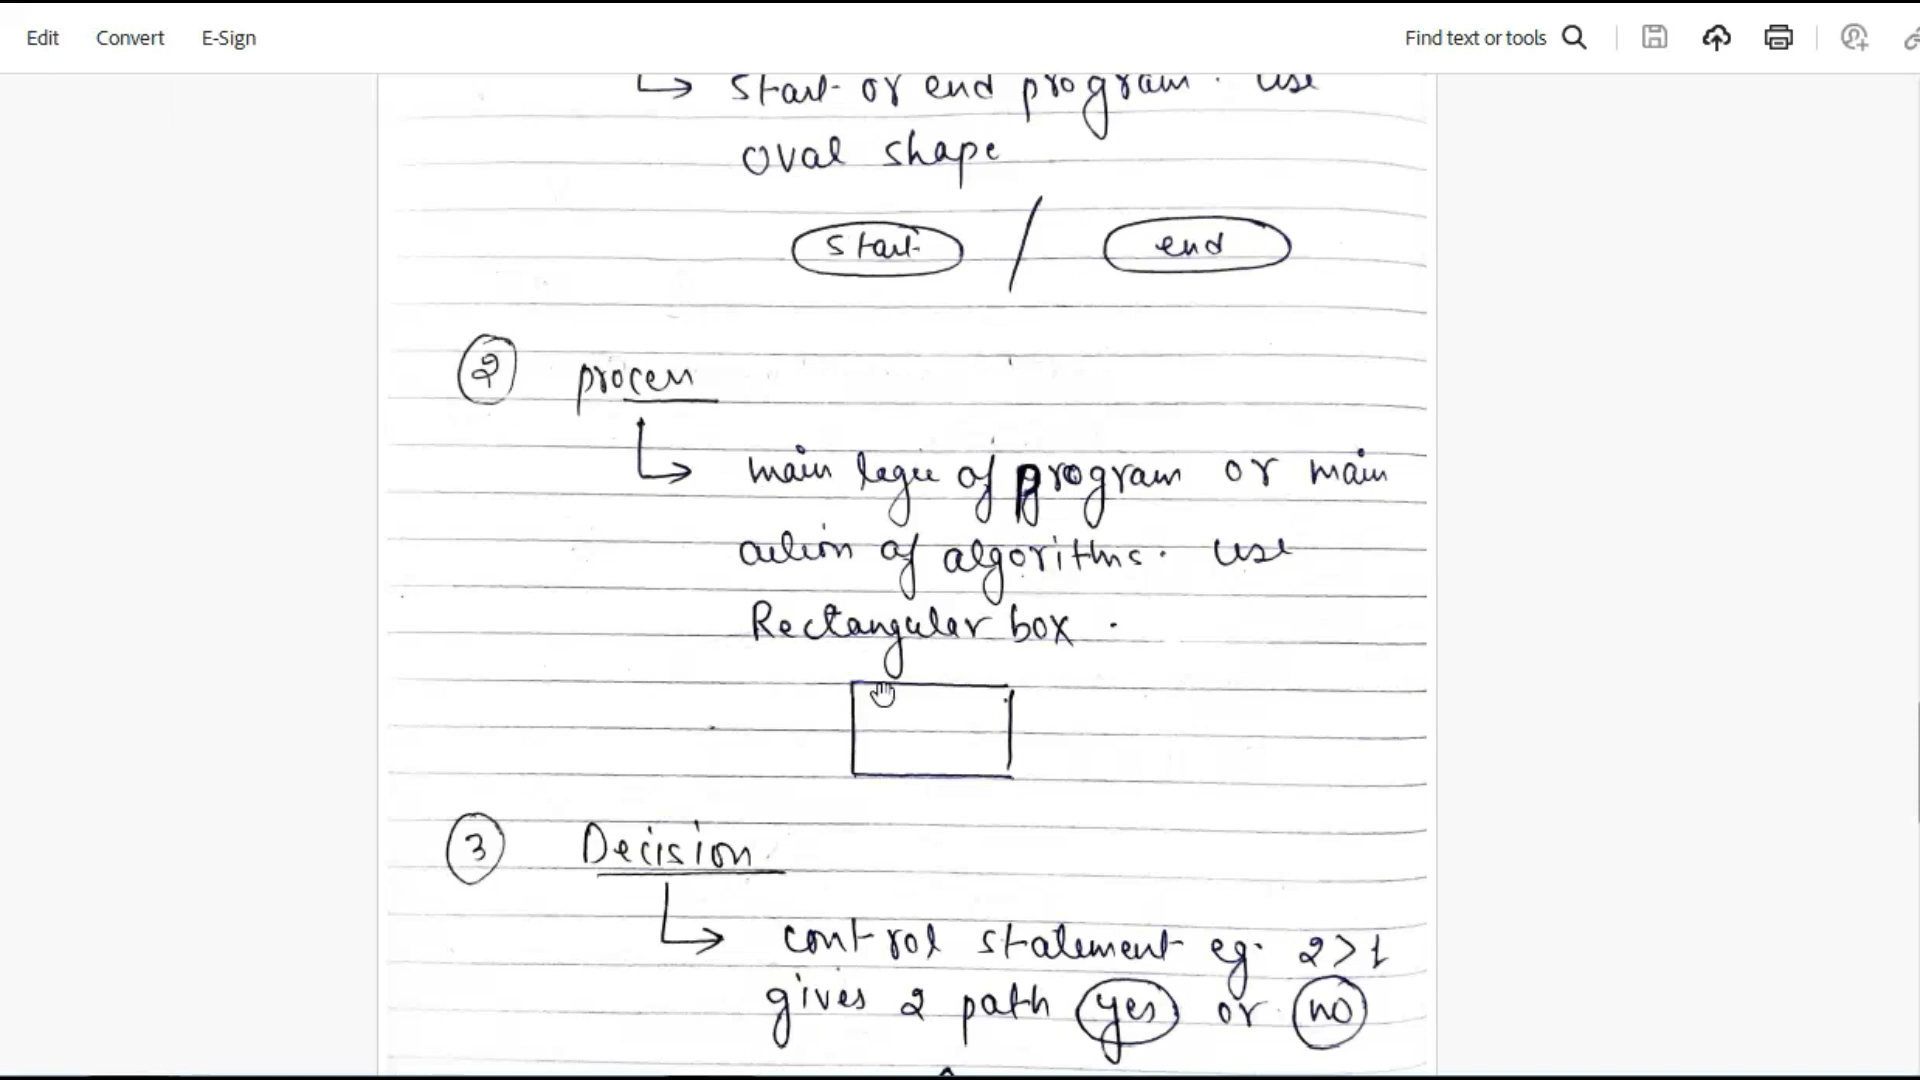 Edit Convert E-Sign Find text or tools
↳ Start or end program. use
oval shape
start / end
② process
↳ main logic of program or main
action of algorithms. use
Rectangular box.
③ Decision
↳ control statement eg. 2>1
gives 2 path yes or no